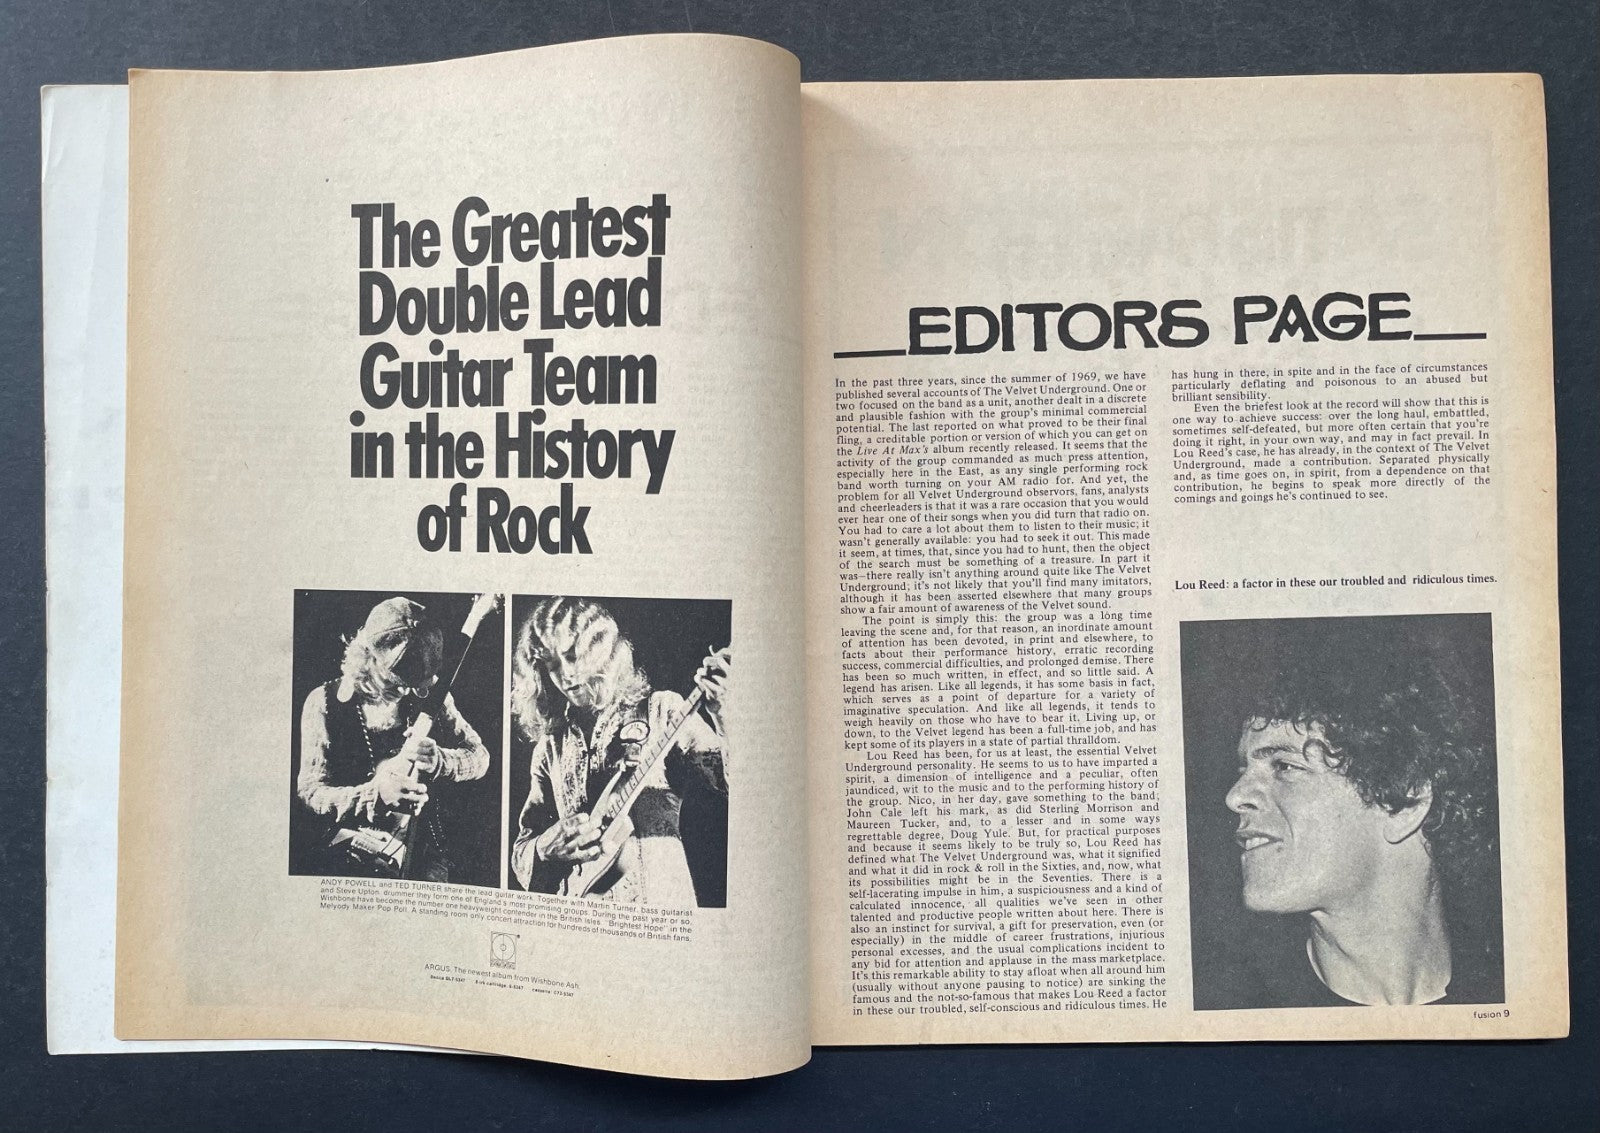 The Greatest
Double Lead
Guitar Team
in the History
of Rock
ANDY POWELL and TED TURNER share the lead guitar work. Together with Martin Turner, bass guitarist
and Steve Upton, drummer they form one of England's most promising groups. During the past year or so,
Wishbone have become the number one heavyweight contender in the British Isles. "Brightest Hope" in the
Melyody Maker Pop Poll. A standing room only concert attraction for hundreds of thousands of British fans.
ARGUS, The newest album from Wishbone Ash
EDITORS PAGE
In the past three years, since the summer of 1969, we have
published several accounts of The Velvet Underground. One or
two focused on the band as a unit, another dealt in a discrete
and plausible fashion with the group's minimal commercial
potential. The last reported on what proved to be their final
fling, a creditable portion or version of which you can get on
the Live At Max's album recently released. It seems that the
activity of the group commanded as much press attention,
especially here in the East, as any single performing rock
band worth turning on your AM radio for. And yet, the
problem for all Velvet Underground observors, fans, analysts
and cheerleaders is that it was a rare occasion that you would
ever hear one of their songs when you did turn that radio on.
You had to care a lot about them to listen to their music; it
wasn't generally available: you had to seek it out. This made
it seem, at times, that, since you had to hunt, then the object
of the search must be something of a treasure. In part it
was—there really isn't anything around quite like The Velvet
Underground; it's not likely that you'll find many imitators,
although it has been asserted elsewhere that many groups
show a fair amount of awareness of the Velvet sound.
The point is simply this: the group was a long time
leaving the scene and, for that reason, an inordinate amount
of attention has been devoted, in print and elsewhere, to
facts about their performance history, erratic recording
success, commercial difficulties, and prolonged demise. There
has been so much written, in effect, and so little said. A
legend has arisen. Like all legends, it has some basis in fact,
which serves as a point of departure for a variety of
imaginative speculation. And like all legends, it tends to
weigh heavily on those who have to bear it. Living up, or
down, to the Velvet legend has been a full-time job, and has
kept some of its players in a state of partial thralldom.
Lou Reed has been, for us at least, the essential Velvet
Underground personality. He seems to us to have imparted a
spirit, a dimension of intelligence and a peculiar, often
jaundiced, wit to the music and to the performing history of
the group. Nico, in her day, gave something to the band;
John Cale left his mark, as did Sterling Morrison and
Maureen Tucker, and, to a lesser and in some ways
regrettable degree, Doug Yule. But, for practical purposes
and because it seems likely to be truly so, Lou Reed has
defined what The Velvet Underground was, what it signified
and what it did in rock & roll in the Sixties, and, now, what
its possibilities might be in the Seventies. There is a
self-lacerating impulse in him, a suspiciousness and a kind of
calculated innocence, all qualities we've seen in other
talented and productive people written about here. There is
also an instinct for survival, a gift for preservation, even (or
especially) in the middle of career frustrations, injurious
personal excesses, and the usual complications incident to
any bid for attention and applause in the mass marketplace.
It's this remarkable ability to stay afloat when all around him
(usually without anyone pausing to notice) are sinking the
famous and the not-so-famous that makes Lou Reed a factor
in these our troubled, self-conscious and ridiculous times. He
has hung in there, in spite and in the face of circumstances
particularly deflating and poisonous to an abused but
brilliant sensibility.
Even the briefest look at the record will show that this is
one way to achieve success: over the long haul, embattled,
sometimes self-defeated, but more often certain that you're
doing it right, in your own way, and may in fact prevail. In
Lou Reed's case, he has already, in the context of The Velvet
Underground, made a contribution. Separated physically
and, as time goes on, in spirit, from a dependence on that
contribution, he begins to speak more directly of the
comings and goings he's continued to see.
Lou Reed: a factor in these our troubled and ridiculous times.
fusion 9